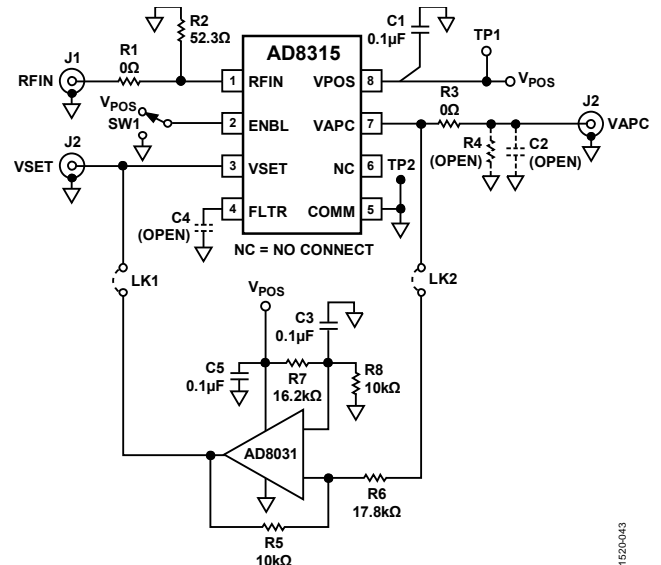 R2
52.3Ω
C1
0.1µF
TP1
J1
RFIN
R1
0Ω
AD8315
1 RFIN
VPOS 8
VPOS
VPOS
SW1
2 ENBL
VAPC 7
R3
0Ω
J2
VAPC
J2
VSET
3 VSET
NC 6
TP2
R4
(OPEN)
C2
(OPEN)
C4
(OPEN)
4 FLTR
COMM 5
NC = NO CONNECT
LK1
LK2
VPOS
C3
0.1µF
C5
0.1µF
R7
16.2kΩ
R8
10kΩ
AD8031
R6
17.8kΩ
R5
10kΩ
1520-043